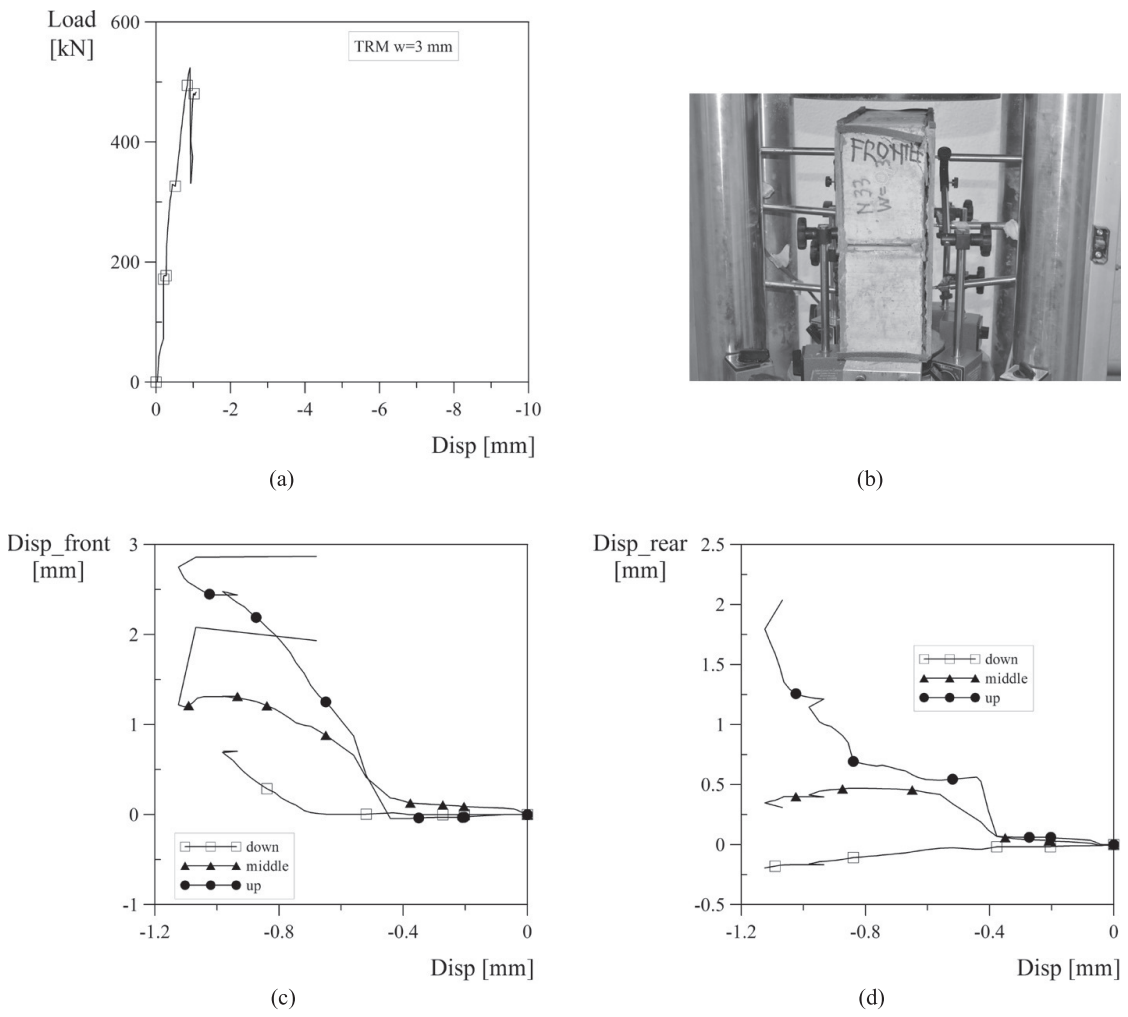 Load
[kN]
600
400
200
0
TRM w=3 mm
0
-2
-4
-6
-8
-10
Disp [mm]
(a)
FRONTE
N33
W=03
(b)
Disp_front
[mm]
3
2
1
0
-1
down
middle
up
-1.2
-0.8
-0.4
0
Disp [mm]
(c)
Disp_rear
[mm]
2.5
2
1.5
1
0.5
0
-0.5
down
middle
up
-1.2
-0.8
-0.4
0
Disp [mm]
(d)